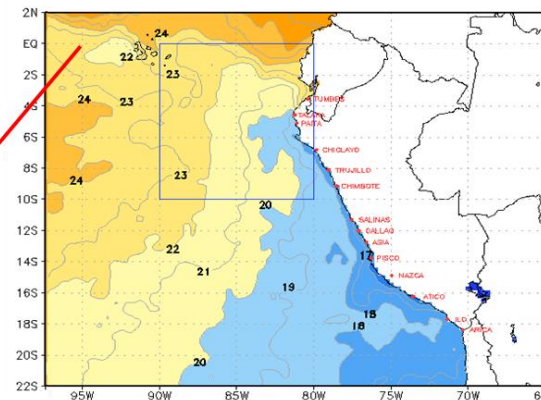 2N
EQ
2S
4S
6S
8S
10S
12S
14S
16S
18S
20S
22S
24
22
23
24
23
24
23
22
21
20
20
19
18
18
17
TUMBES
TALARA
PAITA
CHICLAYO
TRUJILLO
CHIMBOTE
SALINAS
CALLAO
ASIA
PISCO
NAZCA
ATICO
ILO
ARICA
95W
90W
85W
80W
75W
70W